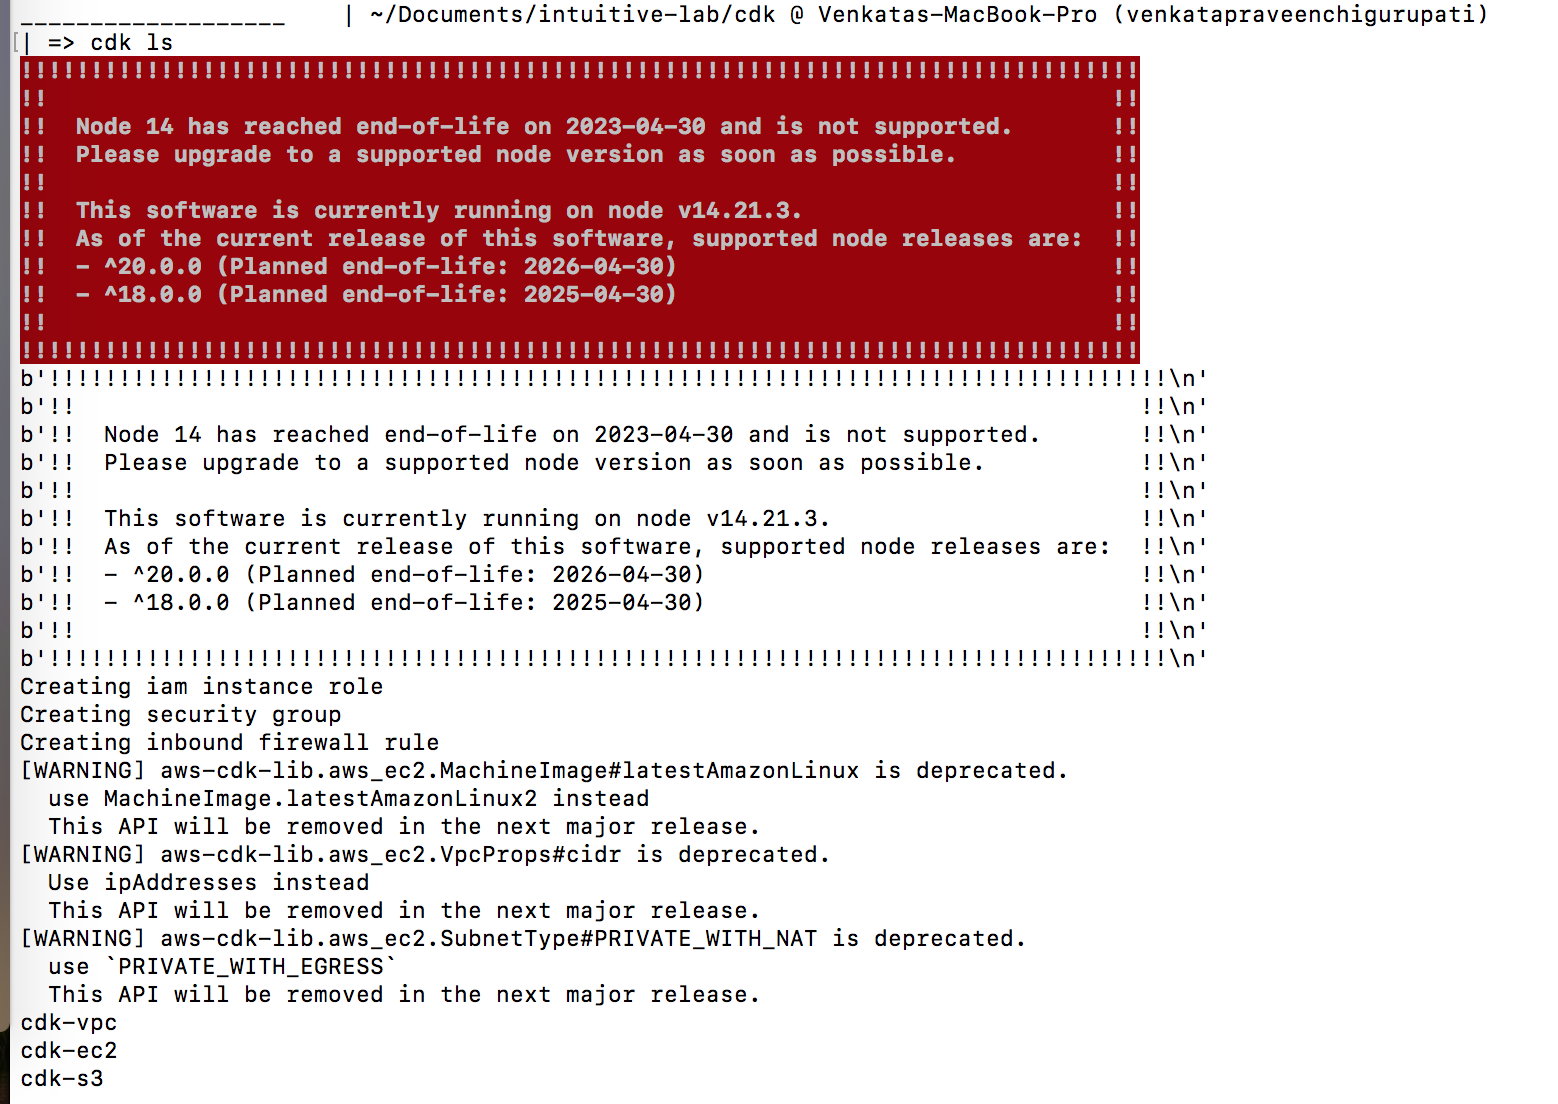 ___________________    | ~/Documents/intuitive-lab/cdk @ Venkatas-MacBook-Pro (venkatapraveenchigurupati)
[| => cdk ls
!!!!!!!!!!!!!!!!!!!!!!!!!!!!!!!!!!!!!!!!!!!!!!!!!!!!!!!!!!!!!!!!!!!!!!!!!!!!!!!!
!!                                                                            !!
!!  Node 14 has reached end-of-life on 2023-04-30 and is not supported.       !!
!!  Please upgrade to a supported node version as soon as possible.           !!
!!                                                                            !!
!!  This software is currently running on node v14.21.3.                      !!
!!  As of the current release of this software, supported node releases are:  !!
!!  - ^20.0.0 (Planned end-of-life: 2026-04-30)                               !!
!!  - ^18.0.0 (Planned end-of-life: 2025-04-30)                               !!
!!                                                                            !!
!!!!!!!!!!!!!!!!!!!!!!!!!!!!!!!!!!!!!!!!!!!!!!!!!!!!!!!!!!!!!!!!!!!!!!!!!!!!!!!!
b'!!!!!!!!!!!!!!!!!!!!!!!!!!!!!!!!!!!!!!!!!!!!!!!!!!!!!!!!!!!!!!!!!!!!!!!!!!!!!!!!\n'
b'!!                                                                            !!\n'
b'!!  Node 14 has reached end-of-life on 2023-04-30 and is not supported.       !!\n'
b'!!  Please upgrade to a supported node version as soon as possible.           !!\n'
b'!!                                                                            !!\n'
b'!!  This software is currently running on node v14.21.3.                      !!\n'
b'!!  As of the current release of this software, supported node releases are:  !!\n'
b'!!  - ^20.0.0 (Planned end-of-life: 2026-04-30)                               !!\n'
b'!!  - ^18.0.0 (Planned end-of-life: 2025-04-30)                               !!\n'
b'!!                                                                            !!\n'
b'!!!!!!!!!!!!!!!!!!!!!!!!!!!!!!!!!!!!!!!!!!!!!!!!!!!!!!!!!!!!!!!!!!!!!!!!!!!!!!!!\n'
Creating iam instance role
Creating security group
Creating inbound firewall rule
[WARNING] aws-cdk-lib.aws_ec2.MachineImage#latestAmazonLinux is deprecated.
  use MachineImage.latestAmazonLinux2 instead
  This API will be removed in the next major release.
[WARNING] aws-cdk-lib.aws_ec2.VpcProps#cidr is deprecated.
  Use ipAddresses instead
  This API will be removed in the next major release.
[WARNING] aws-cdk-lib.aws_ec2.SubnetType#PRIVATE_WITH_NAT is deprecated.
  use `PRIVATE_WITH_EGRESS`
  This API will be removed in the next major release.
cdk-vpc
cdk-ec2
cdk-s3